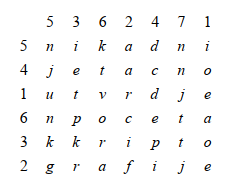 5 3 6 2 4 7 1
5 n i k a d n i
4 j e t a c n o
1 u t v r d j e
6 n p o c e t a
3 k k r i p t o
2 g r a f i j e